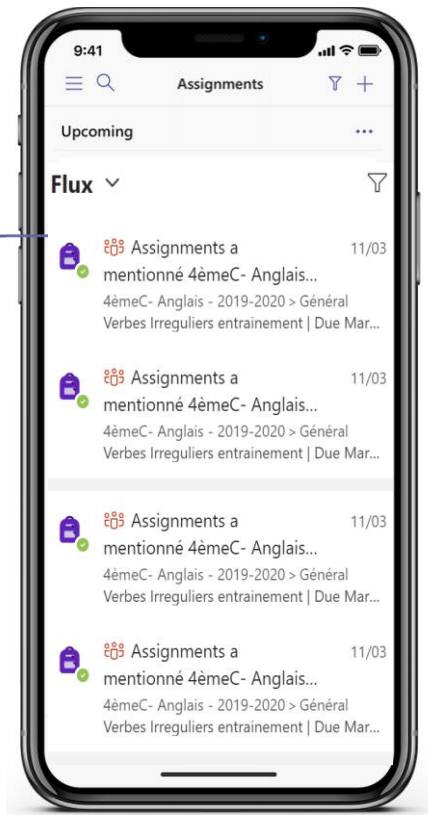 9:41
Assignments
Upcoming
Flux
Assignments a 11/03
mentionné 4èmeC- Anglais...
4èmeC- Anglais - 2019-2020 > Général
Verbes Irreguliers entrainement | Due Mar...
Assignments a 11/03
mentionné 4èmeC- Anglais...
4èmeC- Anglais - 2019-2020 > Général
Verbes Irreguliers entrainement | Due Mar...
Assignments a 11/03
mentionné 4èmeC- Anglais...
4èmeC- Anglais - 2019-2020 > Général
Verbes Irreguliers entrainement | Due Mar...
Assignments a 11/03
mentionné 4èmeC- Anglais...
4èmeC- Anglais - 2019-2020 > Général
Verbes Irreguliers entrainement | Due Mar...